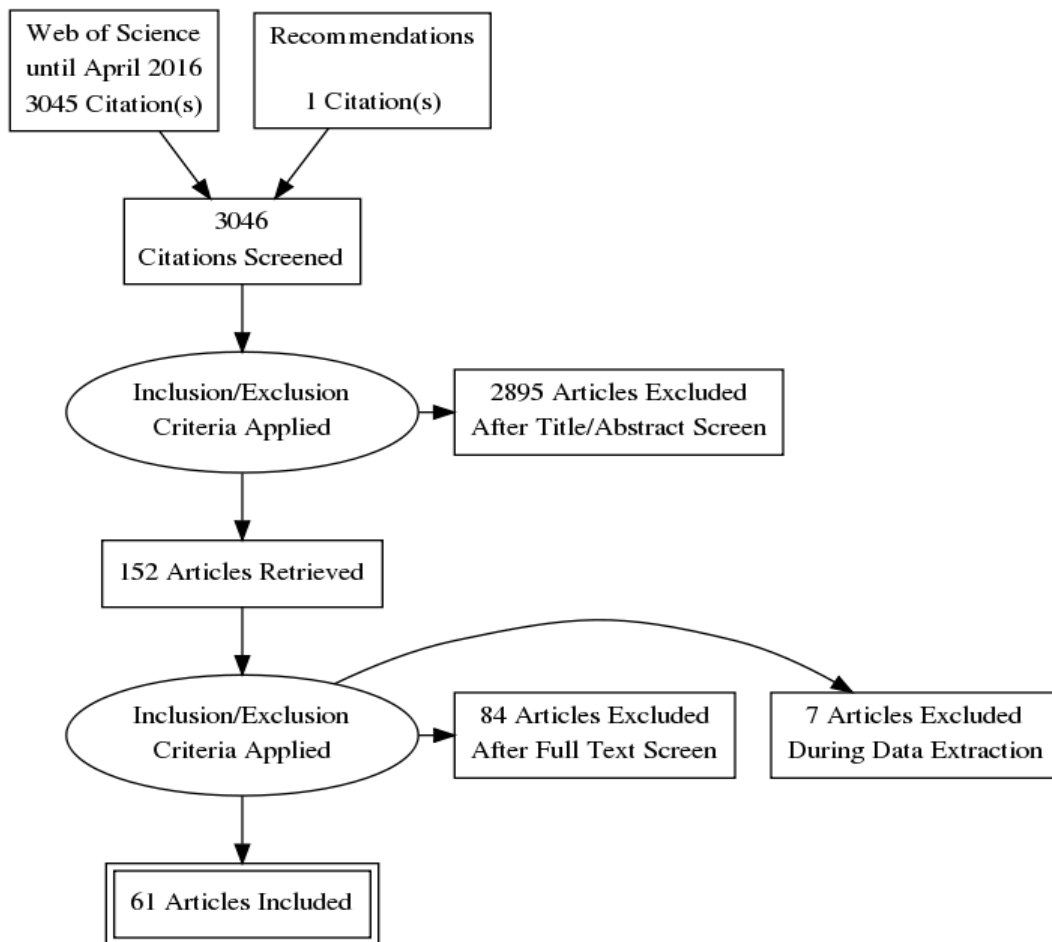 Web of Science
until April 2016
3045 Citation(s)
Recommendations
1 Citation(s)
3046
Citations Screened
Inclusion/Exclusion
Criteria Applied
2895 Articles Excluded
After Title/Abstract Screen
152 Articles Retrieved
Inclusion/Exclusion
Criteria Applied
84 Articles Excluded
After Full Text Screen
7 Articles Excluded
During Data Extraction
61 Articles Included